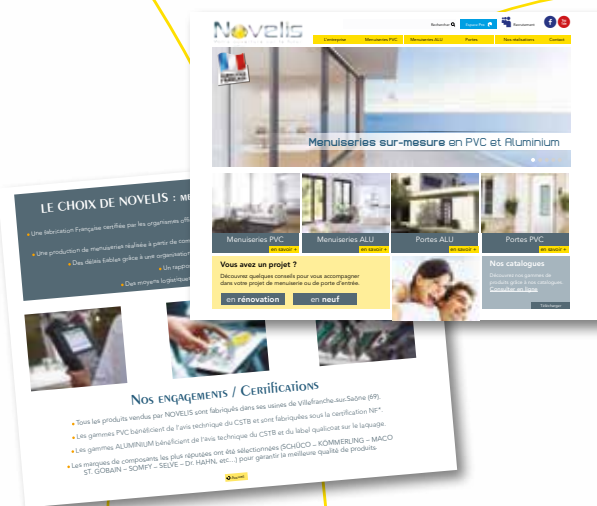 Novelis
Rechercher
Espace Pro
Recrutement
L'entreprise Menuiseries PVC Menuiseries ALU Portes Nos réalisations Contact
Menuiseries sur-mesure en PVC et Aluminium
Menuiseries PVC
en savoir +
Menuiseries ALU
en savoir +
Portes ALU
en savoir +
Portes PVC
en savoir +
Vous avez un projet ?
Découvrez quelques conseils pour vous accompagner
dans votre projet de menuiserie ou de porte d'entrée.
en rénovation en neuf
Nos catalogues
Découvrez nos gammes de
produits grâce à nos catalogues.
Consulter en ligne
Télécharger
LE CHOIX DE NOVELIS :
• Une fabrication Française certifiée par les organismes
• Une production de menuiseries réalisée à partir de
• Des délais fiables grâce à une
• Un
• Des moyens logistiques
NOS ENGAGEMENTS / CERTIFICATIONS
• Tous les produits vendus par NOVELIS sont fabriqués dans ses usines de Villefranche-sur-Saône (69).
• Les gammes PVC bénéficient de l'avis technique du CSTB et sont fabriquées sous la certification NF*.
• Les gammes ALUMINIUM bénéficient de l'avis technique du CSTB et du label qualicoat sur le laquage.
• Les marques de composants les plus réputées ont été sélectionnées (SCHÜCO – KÖMMERLING – MACO
ST. GOBAIN – SOMFY – SELVE – Dr. HAHN, etc...) pour garantir la meilleure qualité de produits.